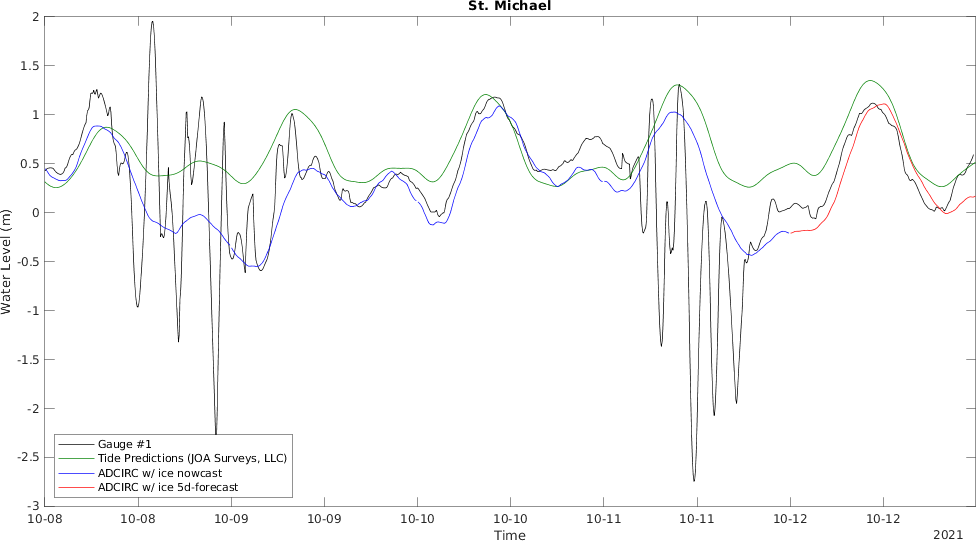 St. Michael
2
1.5
1
0.5
0
-0.5
-1
-1.5
-2
-2.5
-3
Water Level (m)
Gauge #1
Tide Predictions (JOA Surveys, LLC)
ADCIRC w/ ice nowcast
ADCIRC w/ ice 5d-forecast
10-08 10-08 10-09 10-09 10-10 10-10 10-11 10-11 10-12 10-12
Time
2021